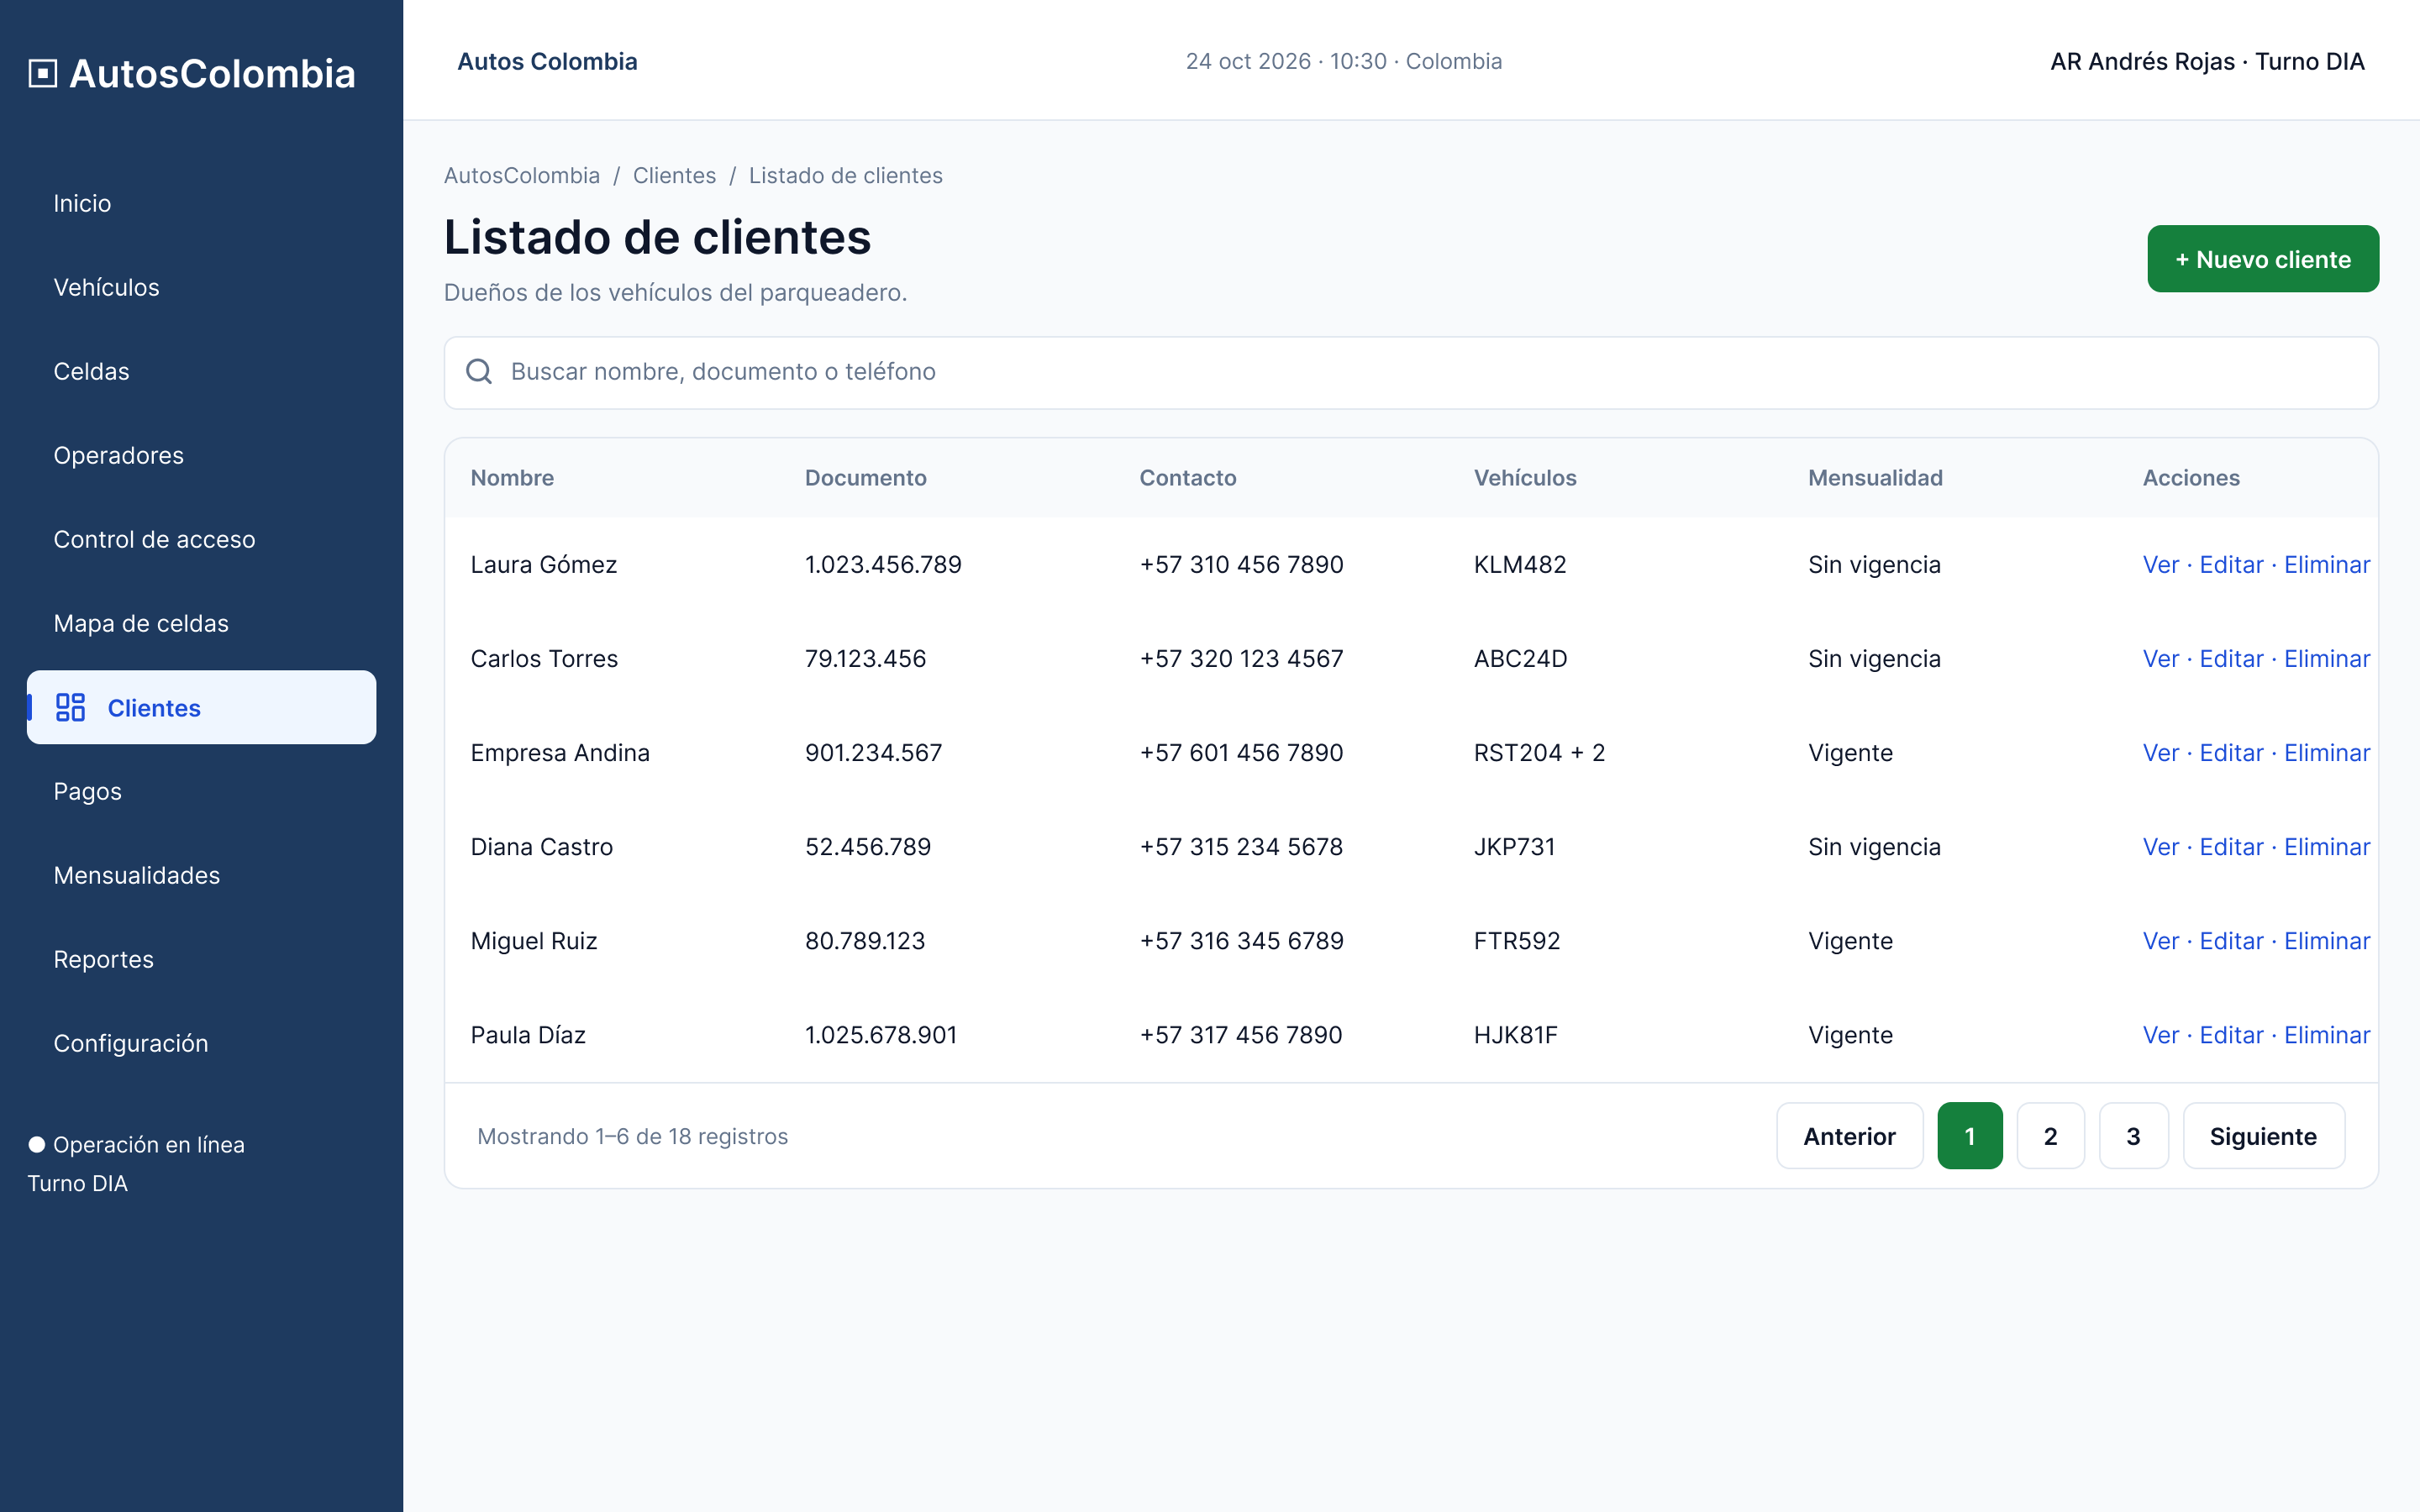 AutosColombia
Inicio
Vehículos
Celdas
Operadores
Control de acceso
Mapa de celdas
Clientes
Pagos
Mensualidades
Reportes
Configuración
Operación en línea
Turno DIA
Autos Colombia
24 oct 2026 · 10:30 · Colombia
AR Andrés Rojas · Turno DIA
AutosColombia / Clientes / Listado de clientes
Listado de clientes
Dueños de los vehículos del parqueadero.
+ Nuevo cliente
Buscar nombre, documento o teléfono
Nombre Documento Contacto Vehículos Mensualidad Acciones
Laura Gómez 1.023.456.789 +57 310 456 7890 KLM482 Sin vigencia Ver · Editar · Eliminar
Carlos Torres 79.123.456 +57 320 123 4567 ABC24D Sin vigencia Ver · Editar · Eliminar
Empresa Andina 901.234.567 +57 601 456 7890 RST204 + 2 Vigente Ver · Editar · Eliminar
Diana Castro 52.456.789 +57 315 234 5678 JKP731 Sin vigencia Ver · Editar · Eliminar
Miguel Ruiz 80.789.123 +57 316 345 6789 FTR592 Vigente Ver · Editar · Eliminar
Paula Díaz 1.025.678.901 +57 317 456 7890 HJK81F Vigente Ver · Editar · Eliminar
Mostrando 1–6 de 18 registros
Anterior 1 2 3 Siguiente